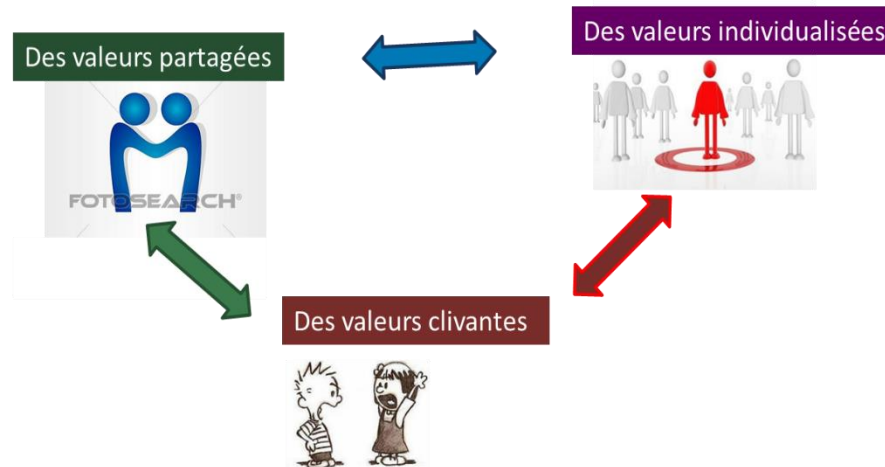 Des valeurs partagées
Des valeurs individualisées
FOTOSEARCH®
Des valeurs clivantes